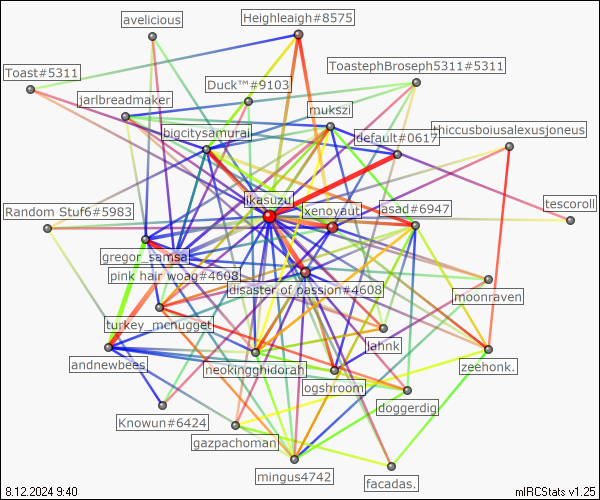 avelicious
Heighleigh#8575
Toast#5311
Duck™#9103
ToastephBroseph5311#5311
jarlbreadmaker
mukszi
bigcitysamurai
default#0617
thiccusboiusalexusjoneus
ikasuzu
xenoyaut
asad#6947
tescoroll
Random Stuf6#5983
gregor_samsa
pink hair woag#4608
disaster of passion#4608
moonraven
turkey_mcnugget
jahnk
andnewbees
neokingghidorah
ogshroom
zeehonk.
doggerdig
Knowun#6424
gazpachoman
mingus4742
facadas.
8.12.2024 9:40
mIRCStats v1.25